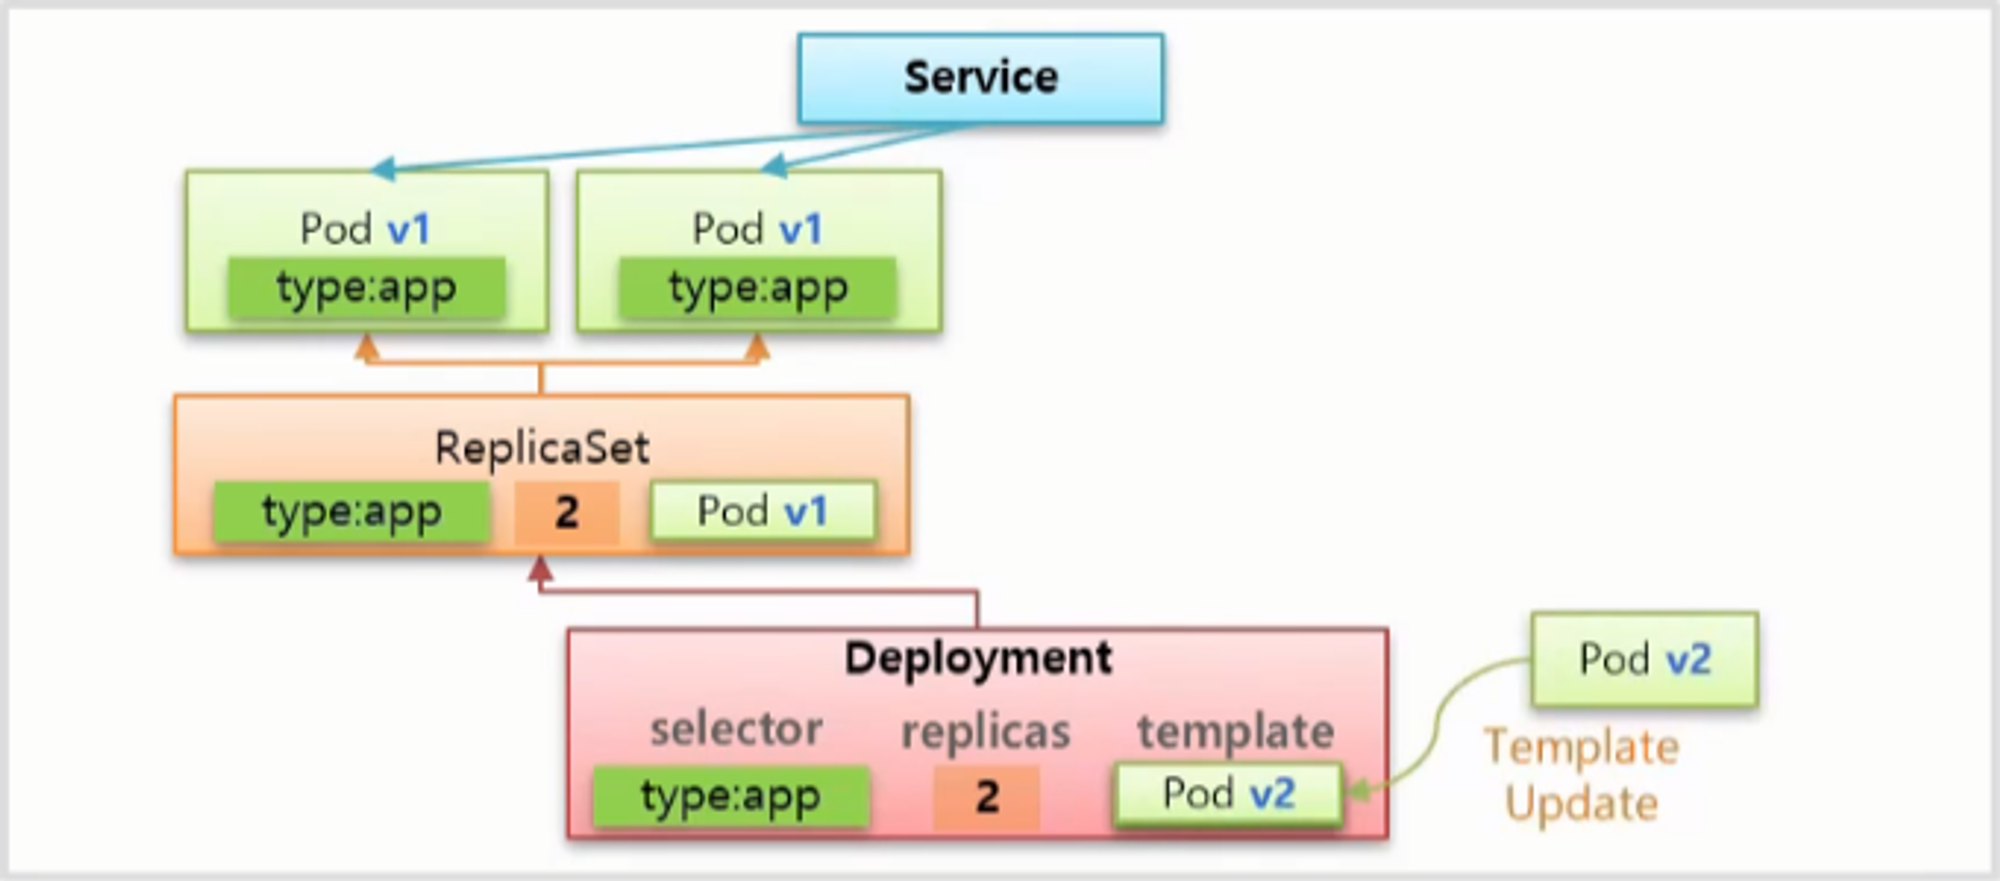 Service
Pod v1
type:app
Pod v1
type:app
ReplicaSet
type:app 2 Pod v1
Deployment
selector replicas template
type:app 2 Pod v2
Pod v2
Template
Update